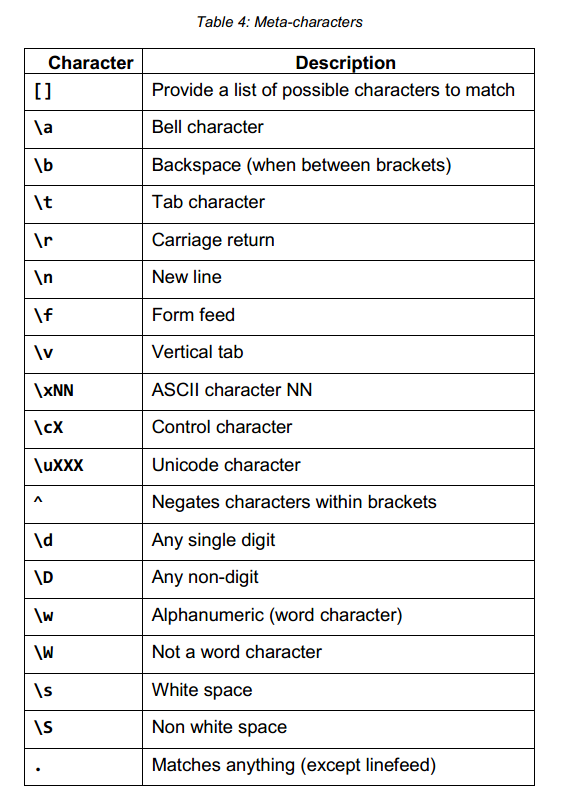 Table 4: Meta-characters
Character Description
[] Provide a list of possible characters to match
\a Bell character
\b Backspace (when between brackets)
\t Tab character
\r Carriage return
\n New line
\f Form feed
\v Vertical tab
\xNN ASCII character NN
\cX Control character
\uXXX Unicode character
^ Negates characters within brackets
\d Any single digit
\D Any non-digit
\w Alphanumeric (word character)
\W Not a word character
\s White space
\S Non white space
. Matches anything (except linefeed)